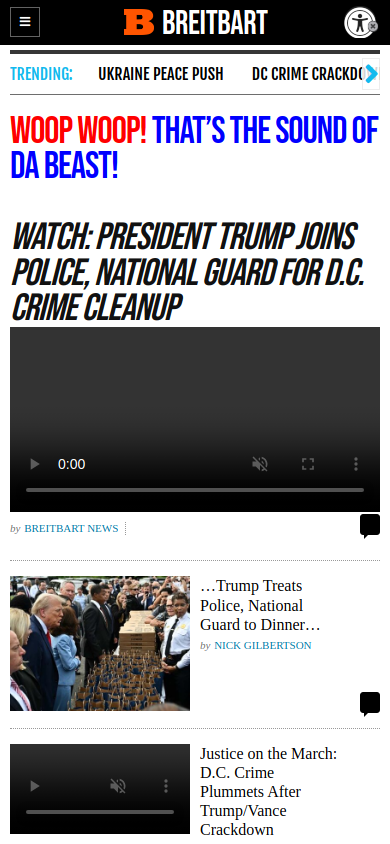 BREITBART
TRENDING: UKRAINE PEACE PUSH DC CRIME CRACKDO
WOOP WOOP! THAT'S THE SOUND OF
DA BEAST!
WATCH: PRESIDENT TRUMP JOINS
POLICE, NATIONAL GUARD FOR D.C.
CRIME CLEANUP
0:00
by BREITBART NEWS
…Trump Treats
Police, National
Guard to Dinner…
by NICK GILBERTSON
Justice on the March:
D.C. Crime
Plummets After
Trump/Vance
Crackdown